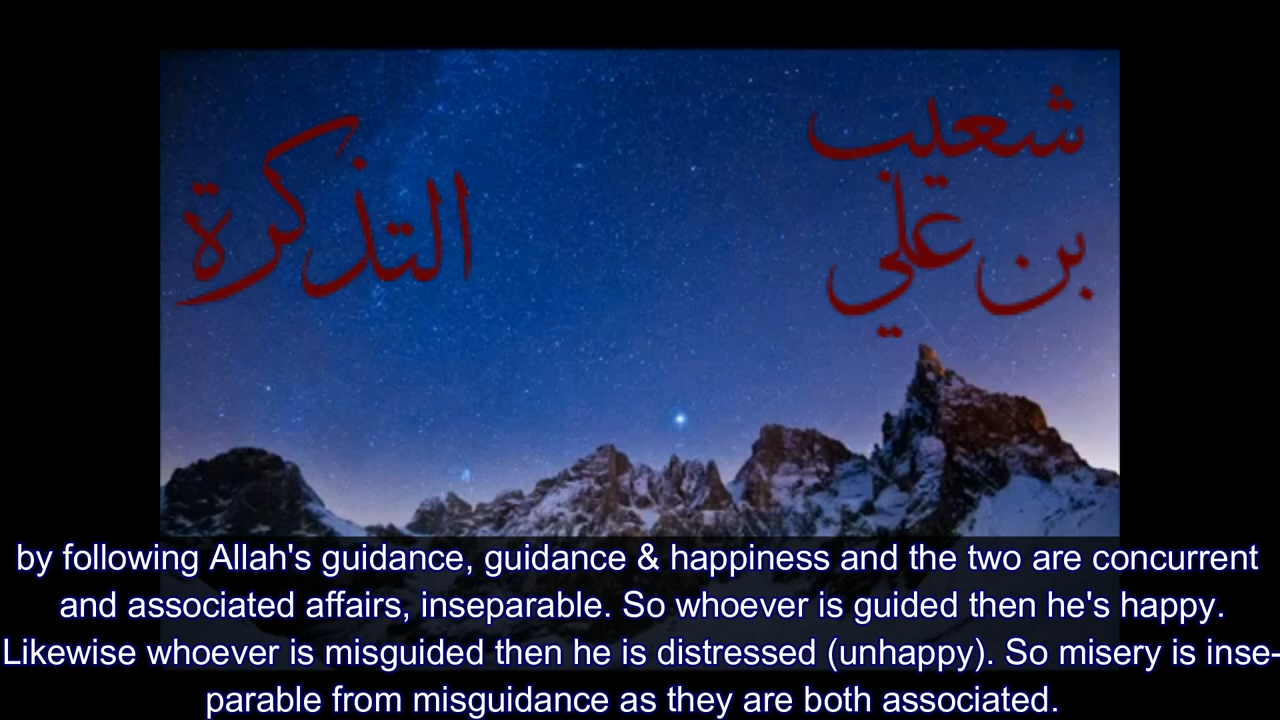 شعيب
بن علي
التذكرة
by following Allah's guidance, guidance & happiness and the two are concurrent
and associated affairs, inseparable. So whoever is guided then he's happy.
Likewise whoever is misguided then he is distressed (unhappy). So misery is inse-
parable from misguidance as they are both associated.